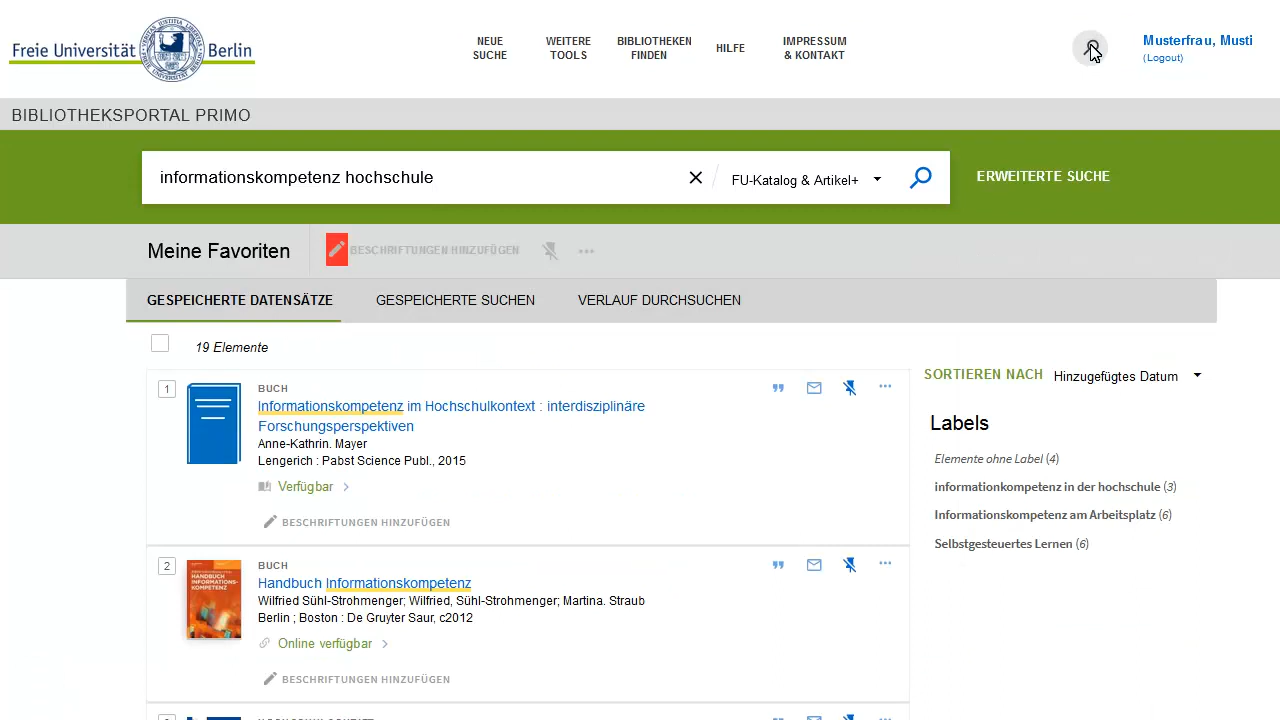 Freie Universität Berlin
NEUE
SUCHE
WEITERE
TOOLS
BIBLIOTHEKEN
FINDEN
HILFE
IMPRESSUM
& KONTAKT
Musterfrau, Musti
(Logout)
BIBLIOTHEKSPORTAL PRIMO
informationskompetenz hochschule
FU-Katalog & Artikel+
ERWEITERTE SUCHE
Meine Favoriten
BESCHRIFTUNGEN HINZUFÜGEN
GESPEICHERTE DATENSÄTZE
GESPEICHERTE SUCHEN
VERLAUF DURCHSUCHEN
19 Elemente
SORTIEREN NACH Hinzugefügtes Datum
1
BUCH
Informationskompetenz im Hochschulkontext : interdisziplinäre
Forschungsperspektiven
Anne-Kathrin. Mayer
Lengerich : Pabst Science Publ., 2015
Verfügbar
BESCHRIFTUNGEN HINZUFÜGEN
Labels
Elemente ohne Label (4)
informationkompetenz in der hochschule (3)
Informationskompetenz am Arbeitsplatz (6)
Selbstgesteuertes Lernen (6)
2
HANDBUCH
INFORMATIONS-
KOMPETENZ
BUCH
Handbuch Informationskompetenz
Wilfried Sühl-Strohmenger; Wilfried, Sühl-Strohmenger; Martina. Straub
Berlin ; Boston : De Gruyter Saur, c2012
Online verfügbar
BESCHRIFTUNGEN HINZUFÜGEN